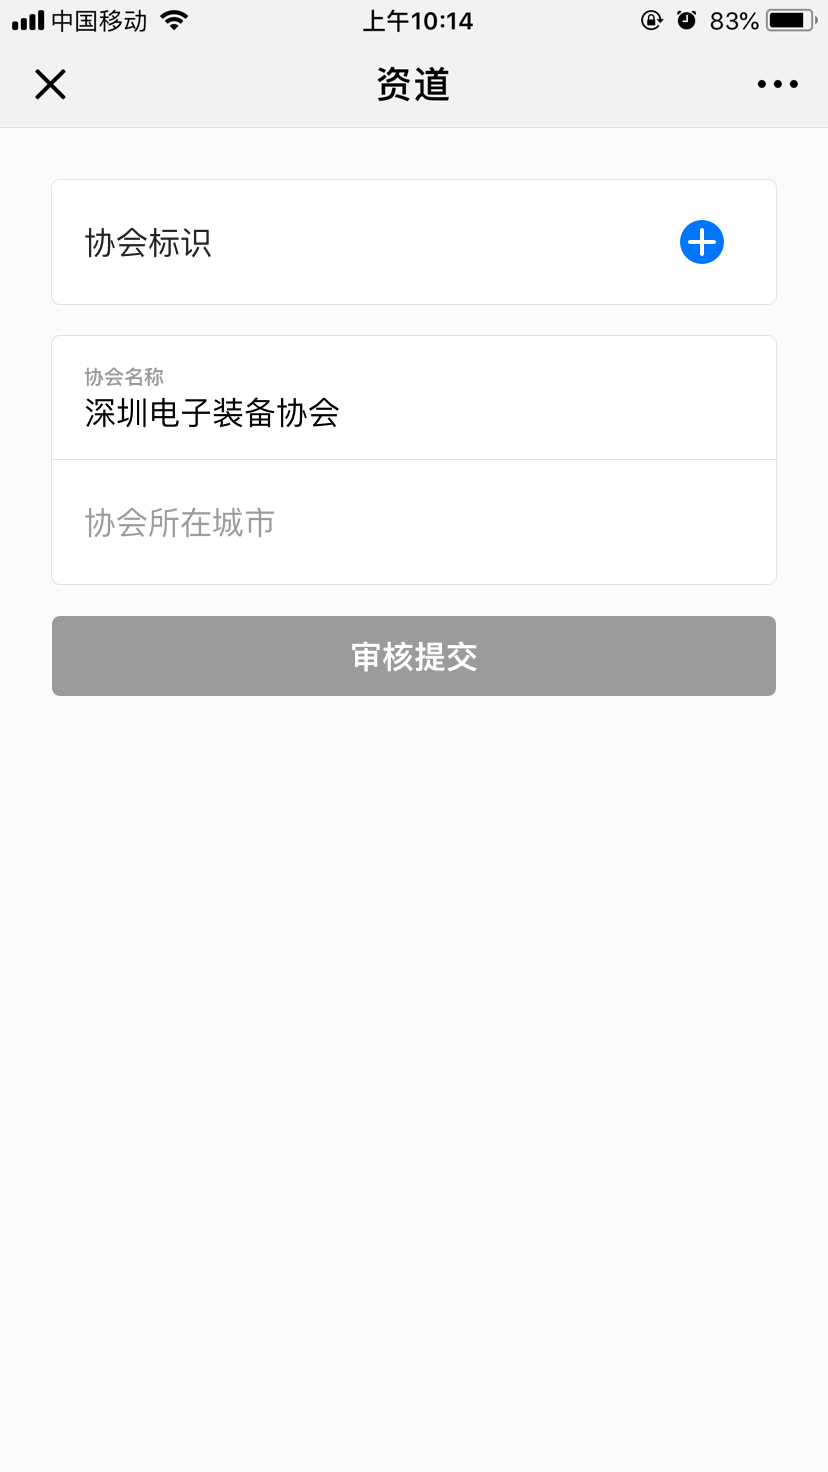 中国移动 上午10:14 83%
资道
协会标识
协会名称
深圳电子装备协会
协会所在城市
审核提交